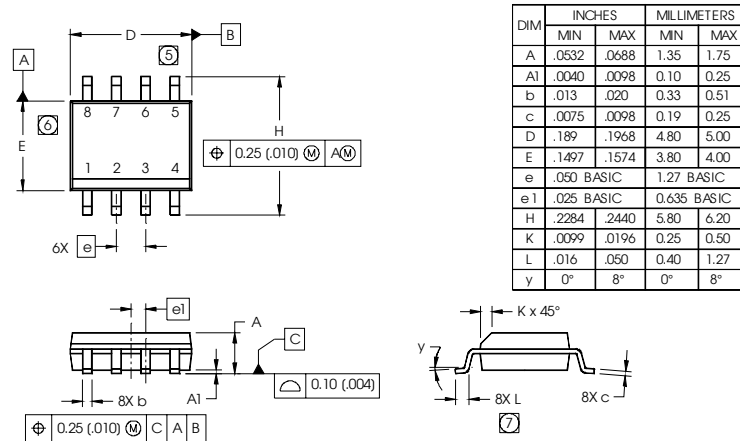 D
B
5
A
8 7 6 5
6
E
H
⌖ 0.25 (.010) Ⓜ AⓂ
1 2 3 4
6X e
DIM INCHES MILLIMETERS
MIN MAX MIN MAX
A .0532 .0688 1.35 1.75
A1 .0040 .0098 0.10 0.25
b .013 .020 0.33 0.51
c .0075 .0098 0.19 0.25
D .189 .1968 4.80 5.00
E .1497 .1574 3.80 4.00
e .050 BASIC 1.27 BASIC
e1 .025 BASIC 0.635 BASIC
H .2284 .2440 5.80 6.20
K .0099 .0196 0.25 0.50
L .016 .050 0.40 1.27
y 0° 8° 0° 8°
e1
A
C
A1
8X b
⌓ 0.10 (.004)
⌖ 0.25 (.010) Ⓜ C A B
K x 45°
y
8X L
8X c
7